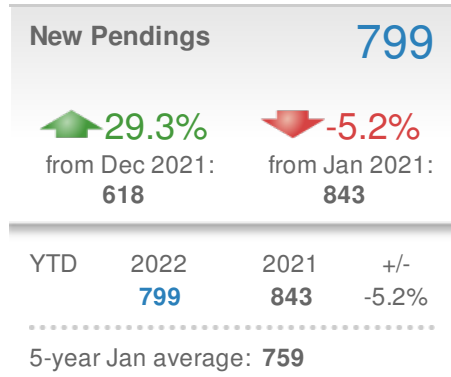 New Pendings 799
29.3% -5.2%
from Dec 2021: from Jan 2021:
618 843
YTD 2022 2021 +/-
799 843 -5.2%
5-year Jan average: 759